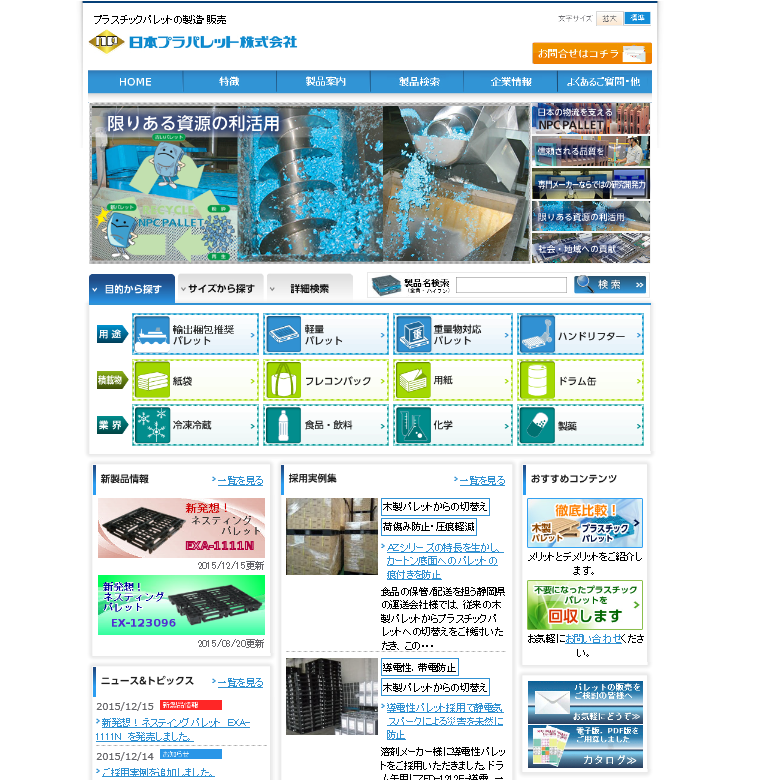 プラスチックパレットの製造 販売
文字サイズ 拡大 標準
日本プラパレット株式会社
お問合せはコチラ
HOME 特徴 製品案内 製品検索 企業情報 よくあるご質問・他
限りある資源の利活用
RECYCLE
NPC PALLET
再生
日本の物流を支える
NPC PALLET
信頼される品質を
専門メーカーならではの研究開発力
限りある資源の利活用
社会・地域への貢献
目的から探す サイズから探す 詳細検索 製品名検索 検索
用途
輸出梱包推奨
パレット
軽量
パレット
重量物対応
パレット
ハンドリフター
積載物 紙袋 フレコンバック 用紙 ドラム缶
業界 冷凍冷蔵 食品・飲料 化学 製薬
新製品情報 一覧を見る
新発想！
ネスティング
パレット
EXA-1111N
2015/12/15更新
新発想！
ネスティング
パレット
EX-123096
2015/08/20更新
ニュース&トピックス 一覧を見る
2015/12/15 新製品情報
新発想！ネスティングパレット EXA-
1111N を発売しました。
2015/12/14 お知らせ
ご採用実例を追加しました。
採用実例集 一覧を見る
木製パレットからの切替え
荷傷み防止・圧痕軽減
AZシリーズの特長を生かし、
カートン底面へのパレットの
痕付きを防止
食品の保管/配送を担う静岡県
の運送会社様では、従来の木
製パレットからプラスチックパ
レットへの切替えをご検討いた
だき、この・・・
導電性、帯電防止
木製パレットからの切替え
導電性パレット採用で静電気
スパークによる災害を未然に
防止
溶剤メーカー様に導電性パレッ
トをご採用いただきました。ドラ
おすすめコンテンツ
徹底比較！
木製
パレット
プラスチック
パレット
メリットとデメリットをご紹介し
ます。
不要になったプラスチック
パレットを
回収します
お気軽にお問い合わせくださ
い。
パレットの販売を
ご検討の皆様へ
お気軽にどうぞ≫
電子版、PDF版を
ご用意しました
カタログ≫